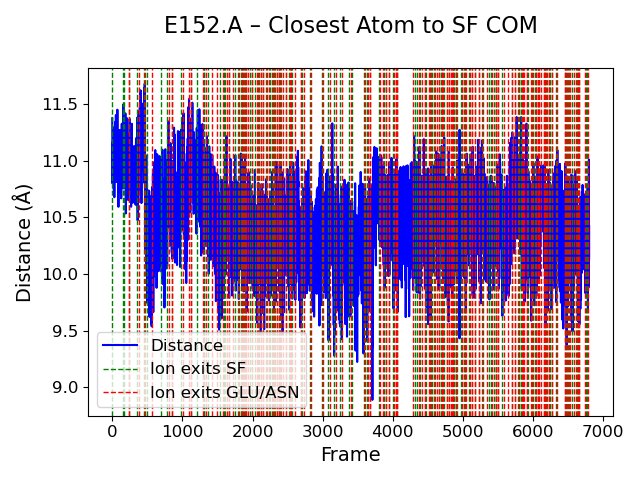 E152.A – Closest Atom to SF COM
11.5
11.0
10.5
10.0
9.5
9.0
Distance (Å)
Distance
Ion exits SF
Ion exits GLU/ASN
0 1000 2000 3000 4000 5000 6000 7000
Frame